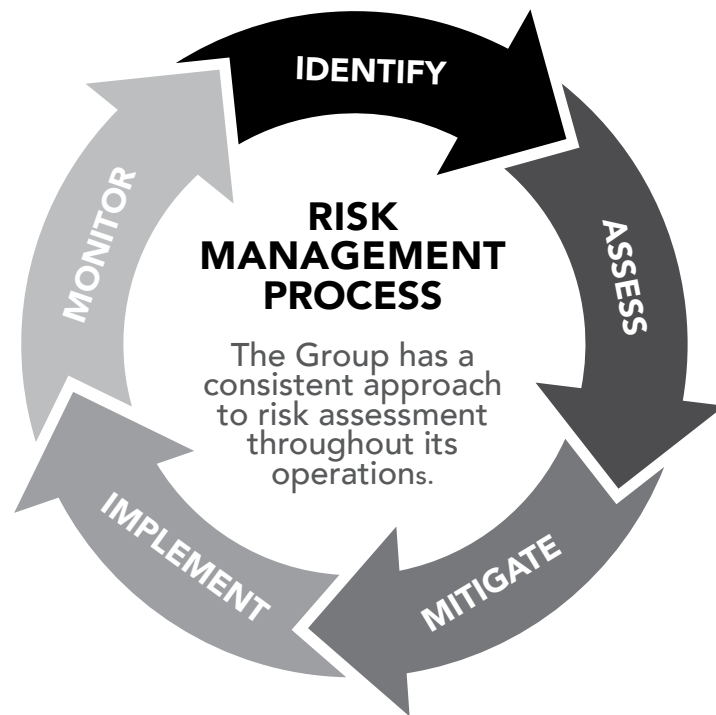 IDENTIFY
ASSESS
MITIGATE
IMPLEMENT
MONITOR
RISK
MANAGEMENT
PROCESS
The Group has a
consistent approach
to risk assessment
throughout its
operations.